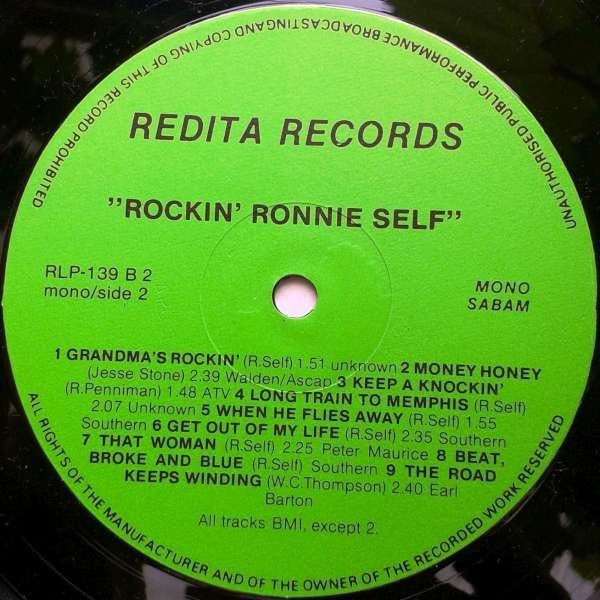 UNAUTHORISED PUBLIC PERFORMANCE BROADCASTING AND COPYING OF THIS RECORD PROHIBITED
REDITA RECORDS
"ROCKIN' RONNIE SELF"
RLP-139 B 2
mono/side 2
MONO
SABAM
1 GRANDMA'S ROCKIN' (R.Self) 1.51 unknown 2 MONEY HONEY
(Jesse Stone) 2.39 Walden/Ascap 3 KEEP A KNOCKIN'
(R.Penniman) 1.48 ATV 4 LONG TRAIN TO MEMPHIS (R.Self)
2.07 Unknown 5 WHEN HE FLIES AWAY (R.Self) 1.55
Southern 6 GET OUT OF MY LIFE (R.Self) 2.35 Southern
7 THAT WOMAN (R.Self) 2.25 Peter Maurice 8 BEAT,
BROKE AND BLUE (R.Self) Southern 9 THE ROAD
KEEPS WINDING (W.C.Thompson) 2.40 Earl
Barton
All tracks BMI, except 2.
ALL RIGHTS OF THE MANUFACTURER AND OF THE OWNER OF THE RECORDED WORK RESERVED